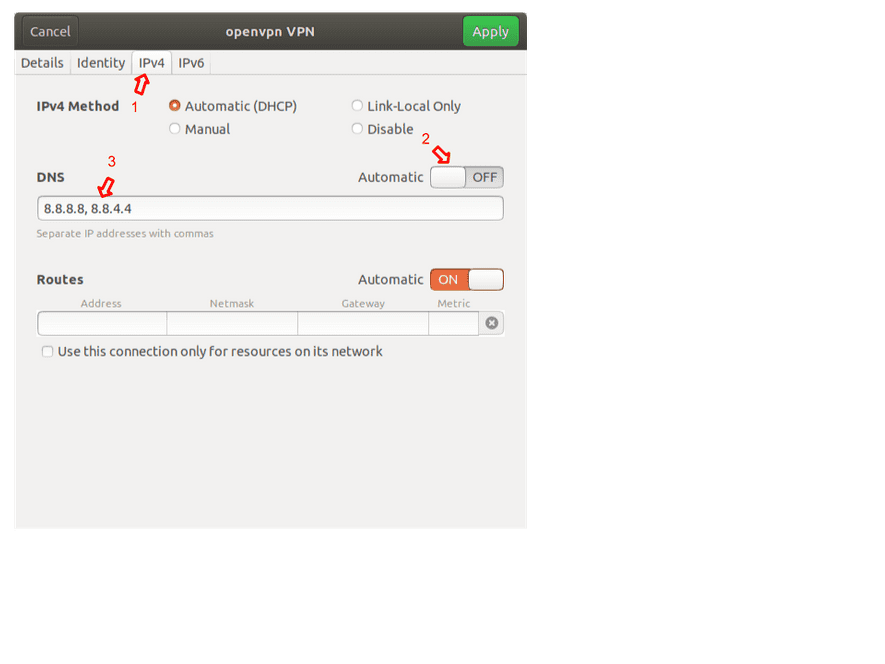 Cancel openvpn VPN Apply
Details Identity IPv4 IPv6
1
IPv4 Method Automatic (DHCP) Link-Local Only
Manual Disable
2
3
DNS Automatic OFF
8.8.8.8, 8.8.4.4
Separate IP addresses with commas
Routes Automatic ON
Address Netmask Gateway Metric
Use this connection only for resources on its network